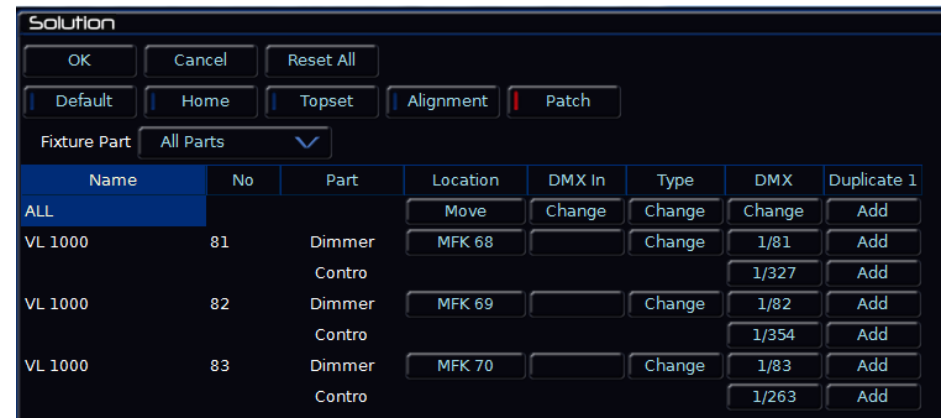 Solution
OK Cancel Reset All
Default Home Topset Alignment Patch
Fixture Part All Parts
Name No Part Location DMX In Type DMX Duplicate 1
ALL Move Change Change Change Add
VL 1000 81 Dimmer MFK 68 Change 1/81 Add
Contro 1/327 Add
VL 1000 82 Dimmer MFK 69 Change 1/82 Add
Contro 1/354 Add
VL 1000 83 Dimmer MFK 70 Change 1/83 Add
Contro 1/263 Add